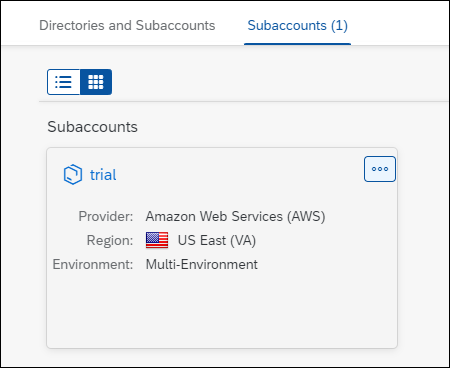 Directories and Subaccounts Subaccounts (1)
Subaccounts
trial
Provider: Amazon Web Services (AWS)
Region: US East (VA)
Environment: Multi-Environment